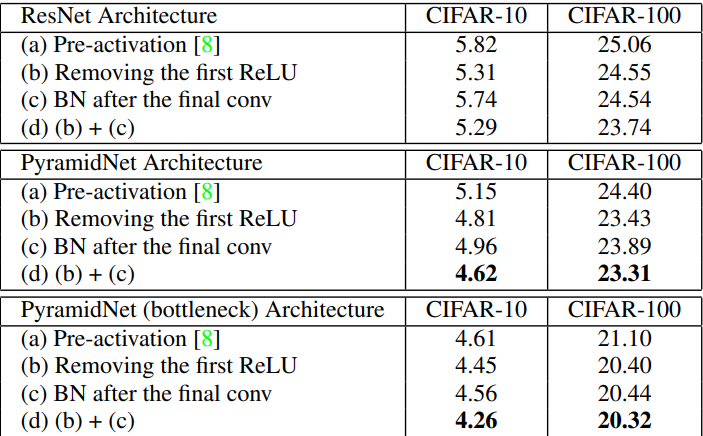 ResNet Architecture CIFAR-10 CIFAR-100
(a) Pre-activation [8] 5.82 25.06
(b) Removing the first ReLU 5.31 24.55
(c) BN after the final conv 5.74 24.54
(d) (b) + (c) 5.29 23.74
PyramidNet Architecture CIFAR-10 CIFAR-100
(a) Pre-activation [8] 5.15 24.40
(b) Removing the first ReLU 4.81 23.43
(c) BN after the final conv 4.96 23.89
(d) (b) + (c) 4.62 23.31
PyramidNet (bottleneck) Architecture CIFAR-10 CIFAR-100
(a) Pre-activation [8] 4.61 21.10
(b) Removing the first ReLU 4.45 20.40
(c) BN after the final conv 4.56 20.44
(d) (b) + (c) 4.26 20.32